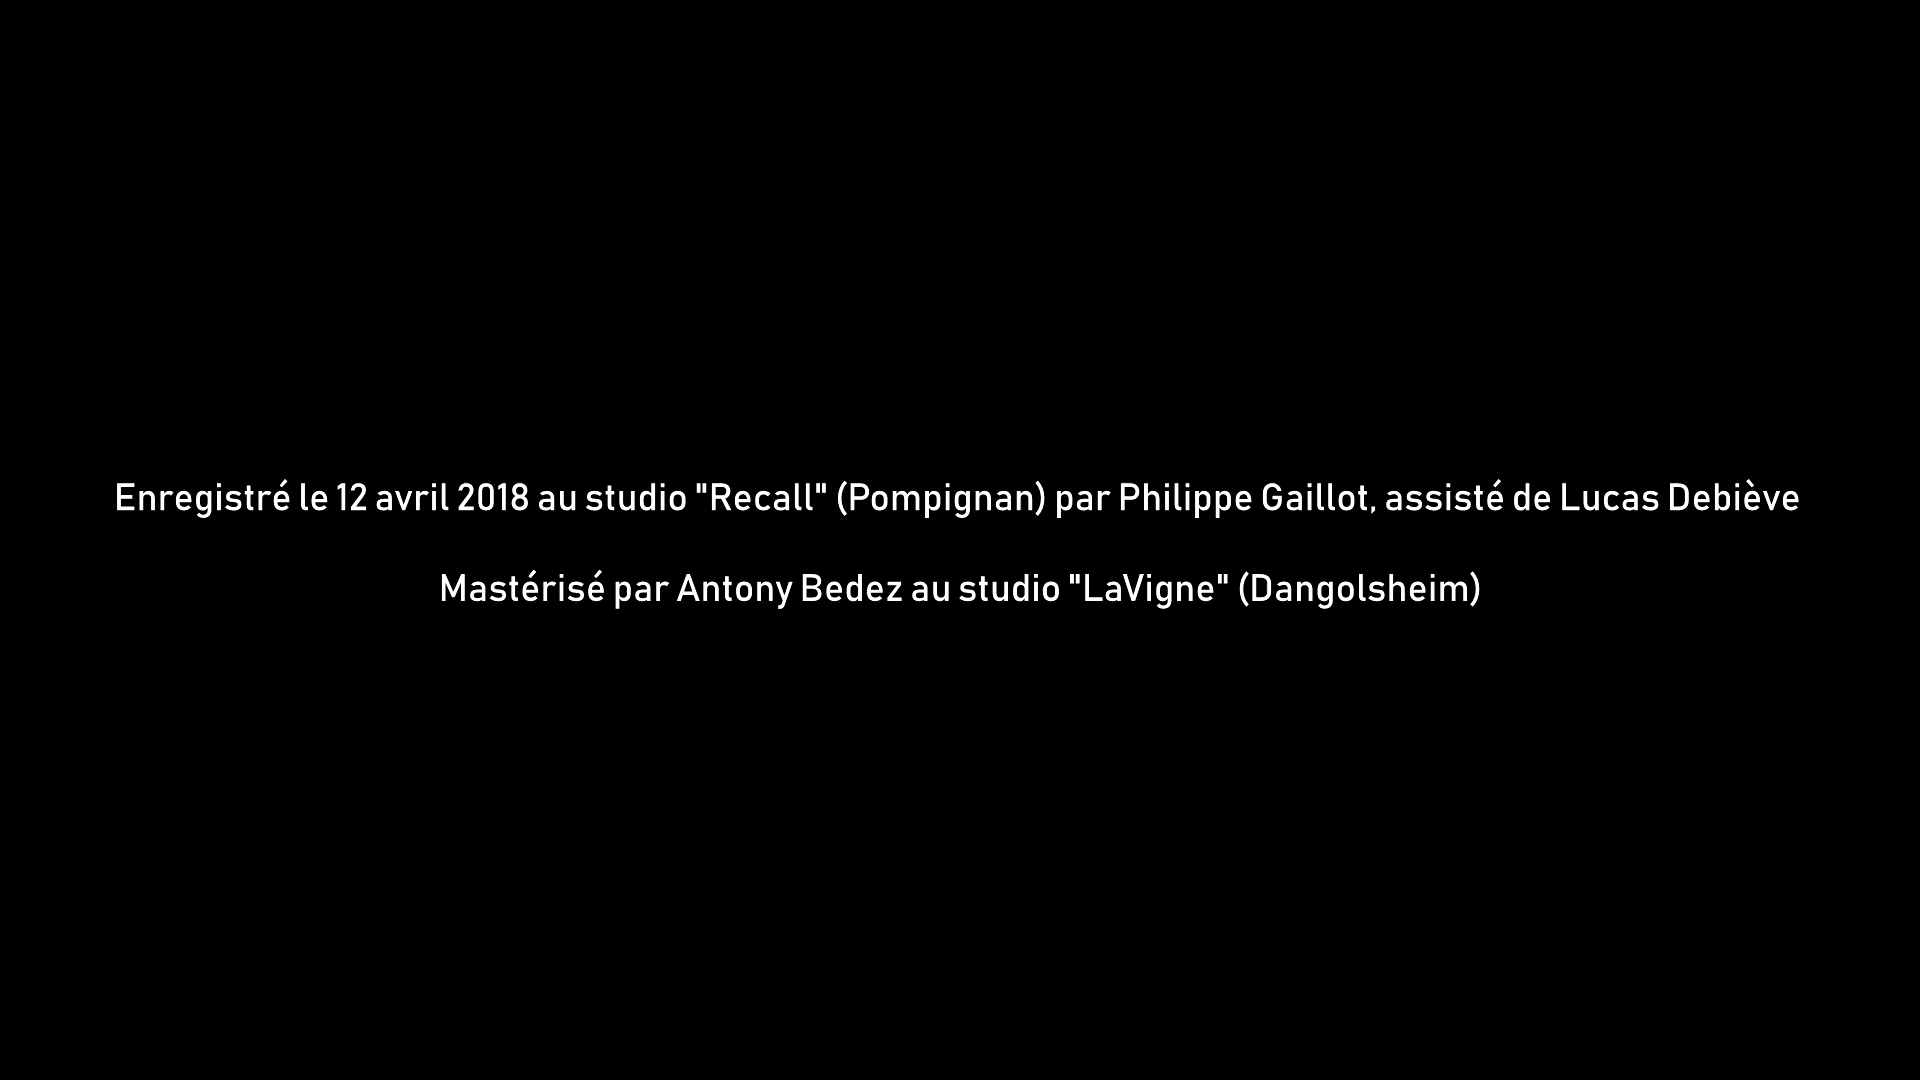 Enregistré le 12 avril 2018 au studio "Recall" (Pompignan) par Philippe Gaillot, assisté de Lucas Debiève
Mastérisé par Antony Bedez au studio "LaVigne" (Dangolsheim)